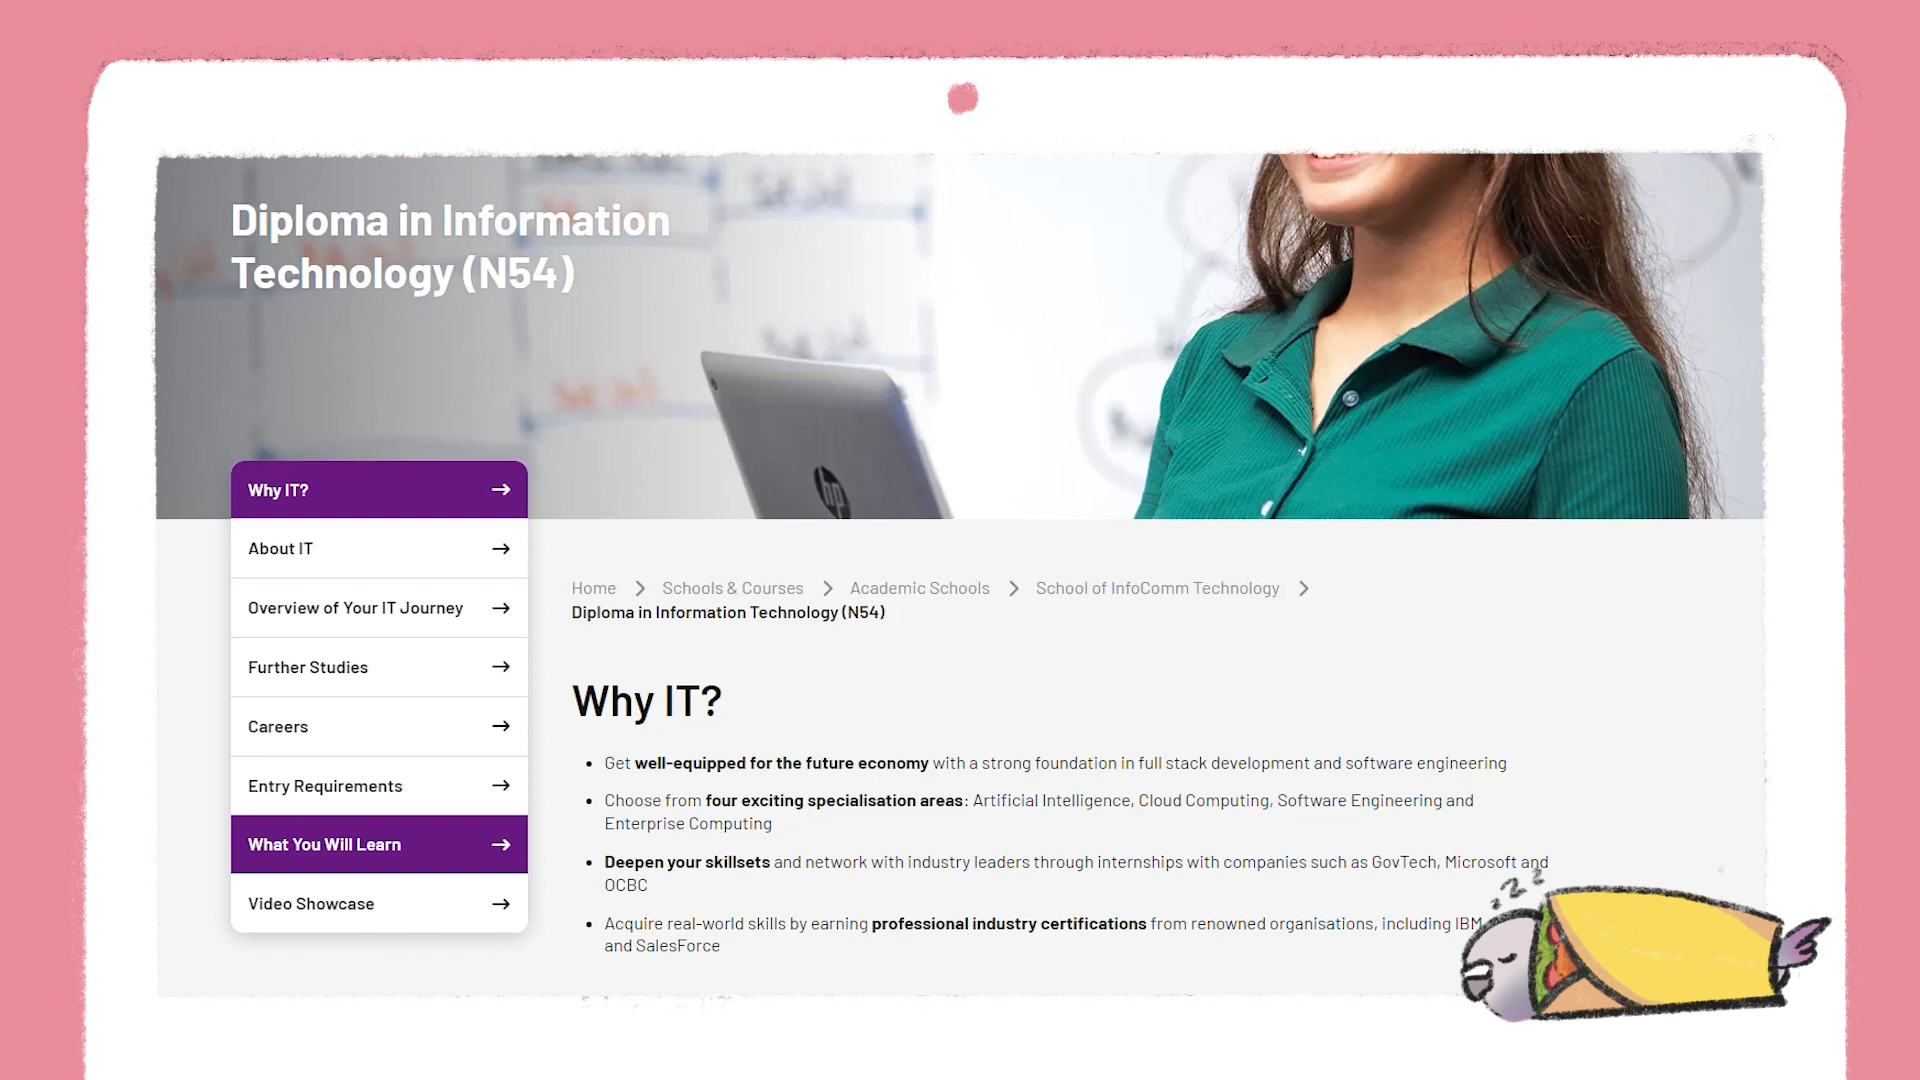 Diploma in Information
Technology (N54)
hp
Why IT?
About IT
Overview of Your IT Journey
Further Studies
Careers
Entry Requirements
What You Will Learn
Video Showcase
Home
Schools & Courses
Academic Schools
School of InfoComm Technology
Diploma in Information Technology (N54)
Why IT?
Get well-equipped for the future economy with a strong foundation in full stack development and software engineering
Choose from four exciting specialisation areas: Artificial Intelligence, Cloud Computing, Software Engineering and
Enterprise Computing
Deepen your skillsets and network with industry leaders through internships with companies such as GovTech, Microsoft and
OCBC
Acquire real-world skills by earning professional industry certifications from renowned organisations, including IBM
and SalesForce
z z z